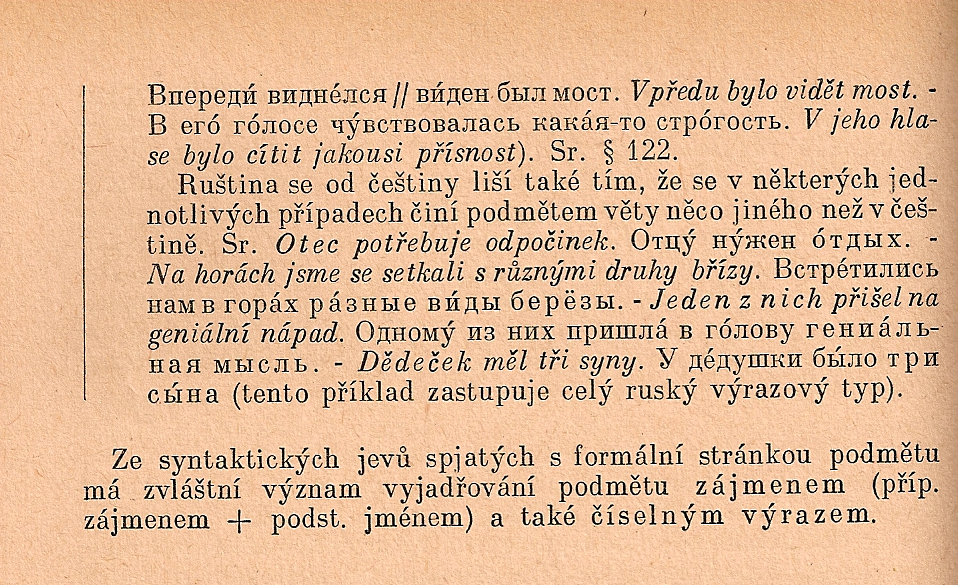 Впереди́ видне́лся // ви́ден был мост. Vpředu bylo vidět most. -
В его́ го́лосе чу́вствовалась кака́я-то стро́гость. V jeho hla-
se bylo cítit jakousi přísnost). Sr. § 122.
Ruština se od češtiny liší také tím, že se v některých jed-
notlivých případech činí podmětem věty něco jiného než v češ-
tině. Sr. Otec potřebuje odpočinek. Отцу́ ну́жен о́тдых. -
Na horách jsme se setkali s různými druhy břízy. Встре́тились
нам в гора́х ра́зные ви́ды берёзы. - Jeden z nich přišel na
geniální nápad. Одному́ из них пришла́ в го́лову гениа́ль-
ная мысль. - Dědeček měl tři syny. У де́душки бы́ло три
сы́на (tento příklad zastupuje celý ruský výrazový typ).
Ze syntaktických jevů spjatých s formální stránkou podmětu
má zvláštní význam vyjadřování podmětu zájmenem (příp.
zájmenem + podst. jménem) a také číselným výrazem.